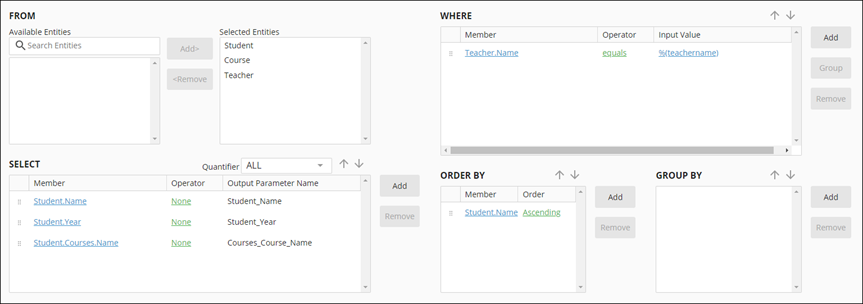 FROM
Available Entities
Search Entities
Add>
<Remove
Selected Entities
Student
Course
Teacher
WHERE
Add
Group
Remove
Member Operator Input Value
Teacher.Name equals %(teachername)
SELECT
Quantifier ALL
Add
Remove
Member Operator Output Parameter Name
Student.Name None Student_Name
Student.Year None Student_Year
Student.Courses.Name None Courses_Course_Name
ORDER BY
Add
Remove
Member Order
Student.Name Ascending
GROUP BY
Add
Remove